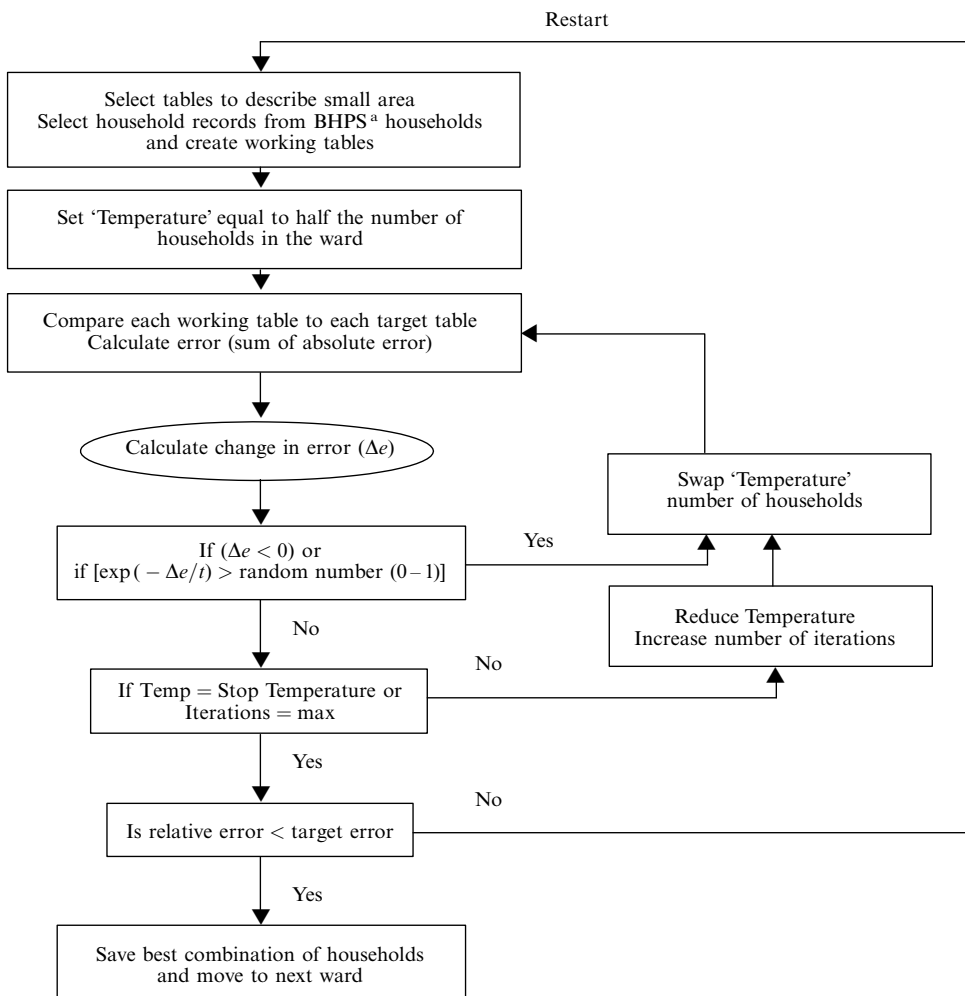 Restart
Select tables to describe small area
Select household records from BHPS a households
and create working tables
Set ‘Temperature’ equal to half the number of
households in the ward
Compare each working table to each target table
Calculate error (sum of absolute error)
Calculate change in error (Δe)
Swap ‘Temperature’
number of households
If (Δe < 0) or
if [exp ( − Δe/t) > random number (0 – 1)]
Yes
Reduce Temperature
Increase number of iterations
No
If Temp = Stop Temperature or
Iterations = max
No
Yes
Is relative error < target error
No
Yes
Save best combination of households
and move to next ward